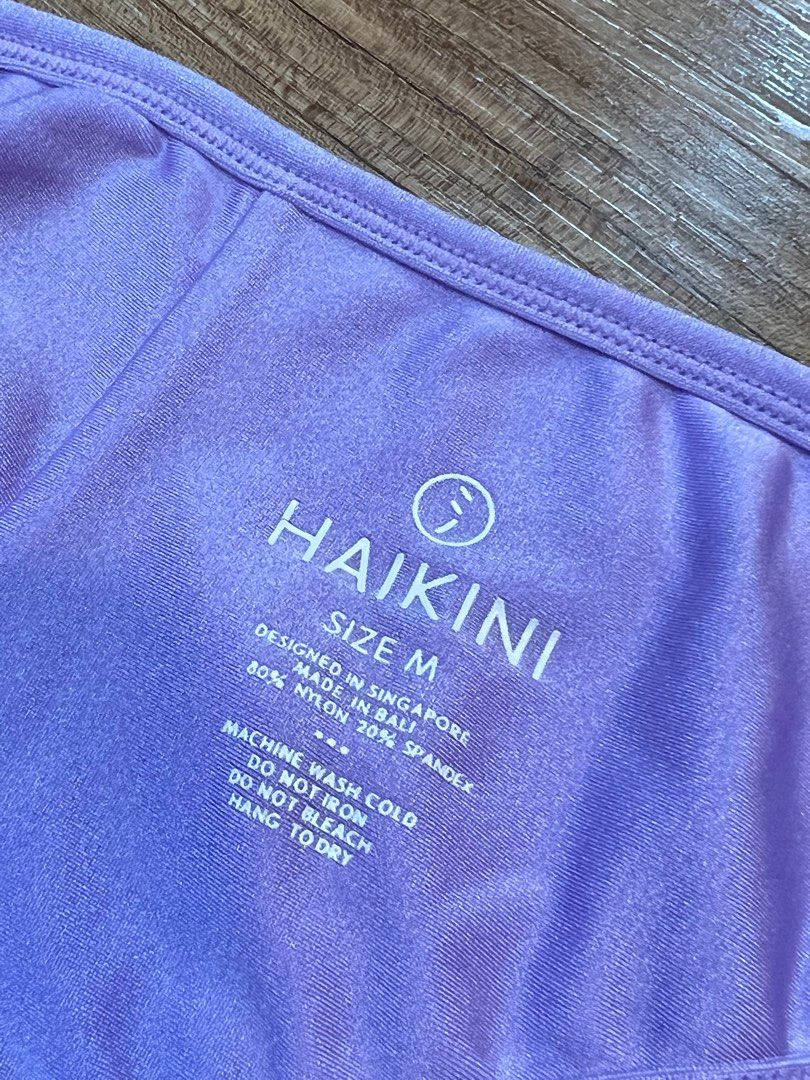 HAIKINI
SIZE M
DESIGNED IN SINGAPORE
MADE IN BALI
80% NYLON 20% SPANDEX
•••
MACHINE WASH COLD
DO NOT IRON
DO NOT BLEACH
HANG TO DRY